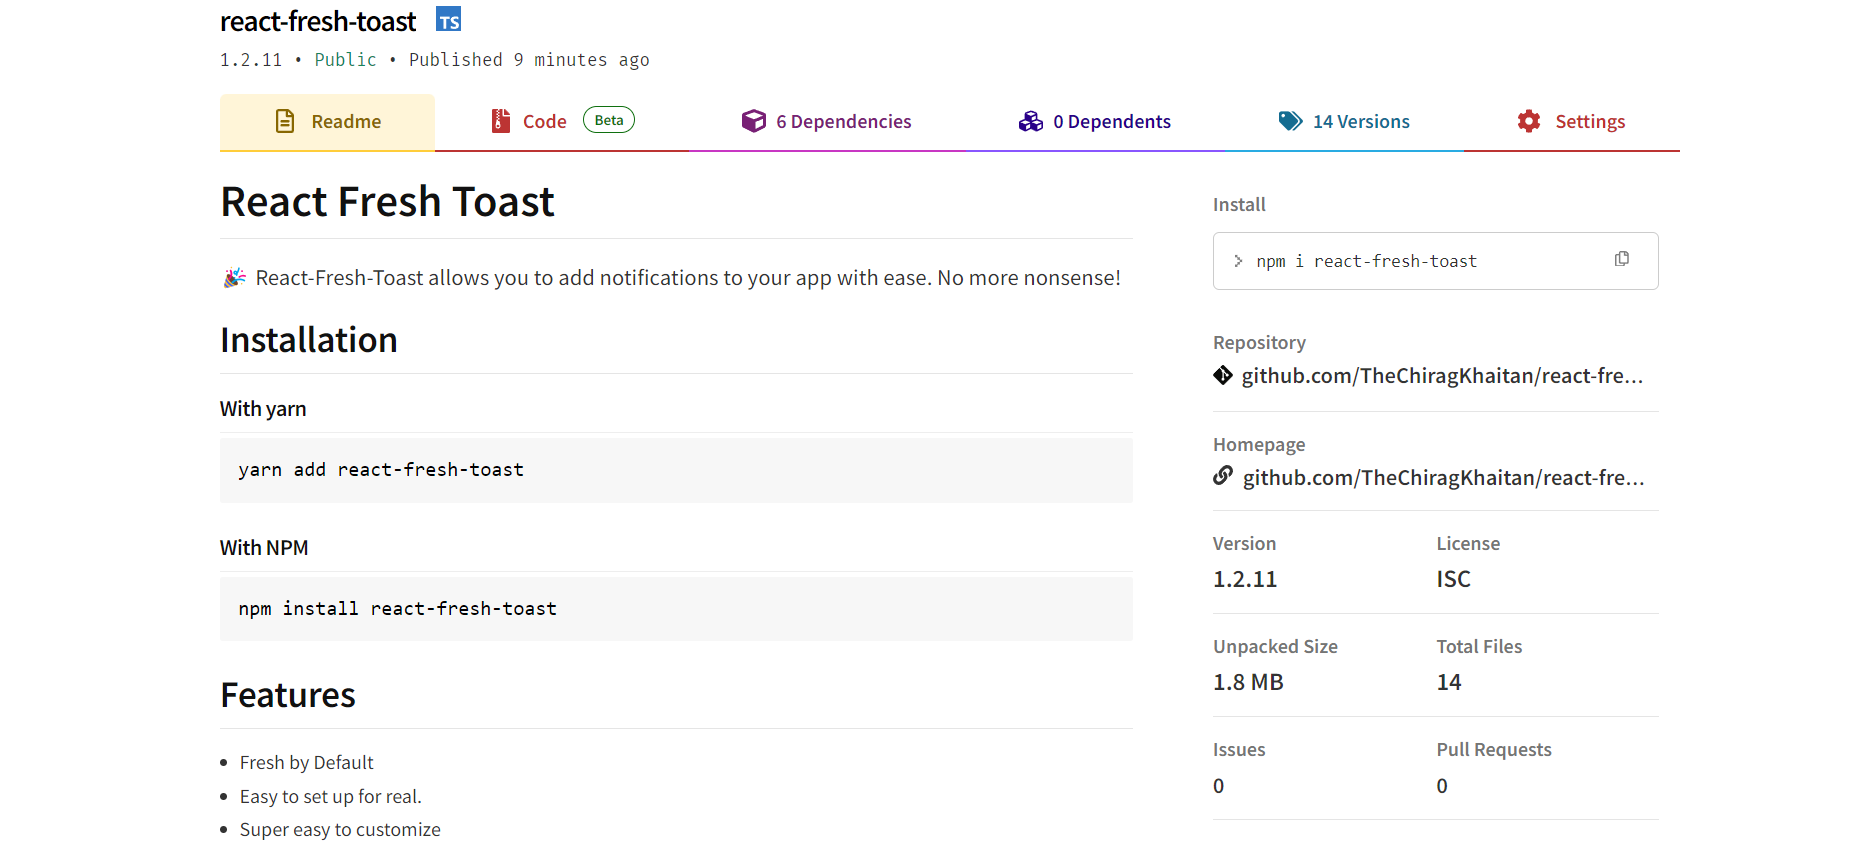 react-fresh-toast TS
1.2.11 • Public • Published 9 minutes ago
Readme
Code Beta
6 Dependencies
0 Dependents
14 Versions
Settings
React Fresh Toast
🎉 React-Fresh-Toast allows you to add notifications to your app with ease. No more nonsense!
Installation
With yarn
yarn add react-fresh-toast
With NPM
npm install react-fresh-toast
Features
• Fresh by Default
• Easy to set up for real.
• Super easy to customize
Install
> npm i react-fresh-toast
Repository
github.com/TheChiragKhaitan/react-fre...
Homepage
github.com/TheChiragKhaitan/react-fre...
Version
1.2.11
License
ISC
Unpacked Size
1.8 MB
Total Files
14
Issues
0
Pull Requests
0